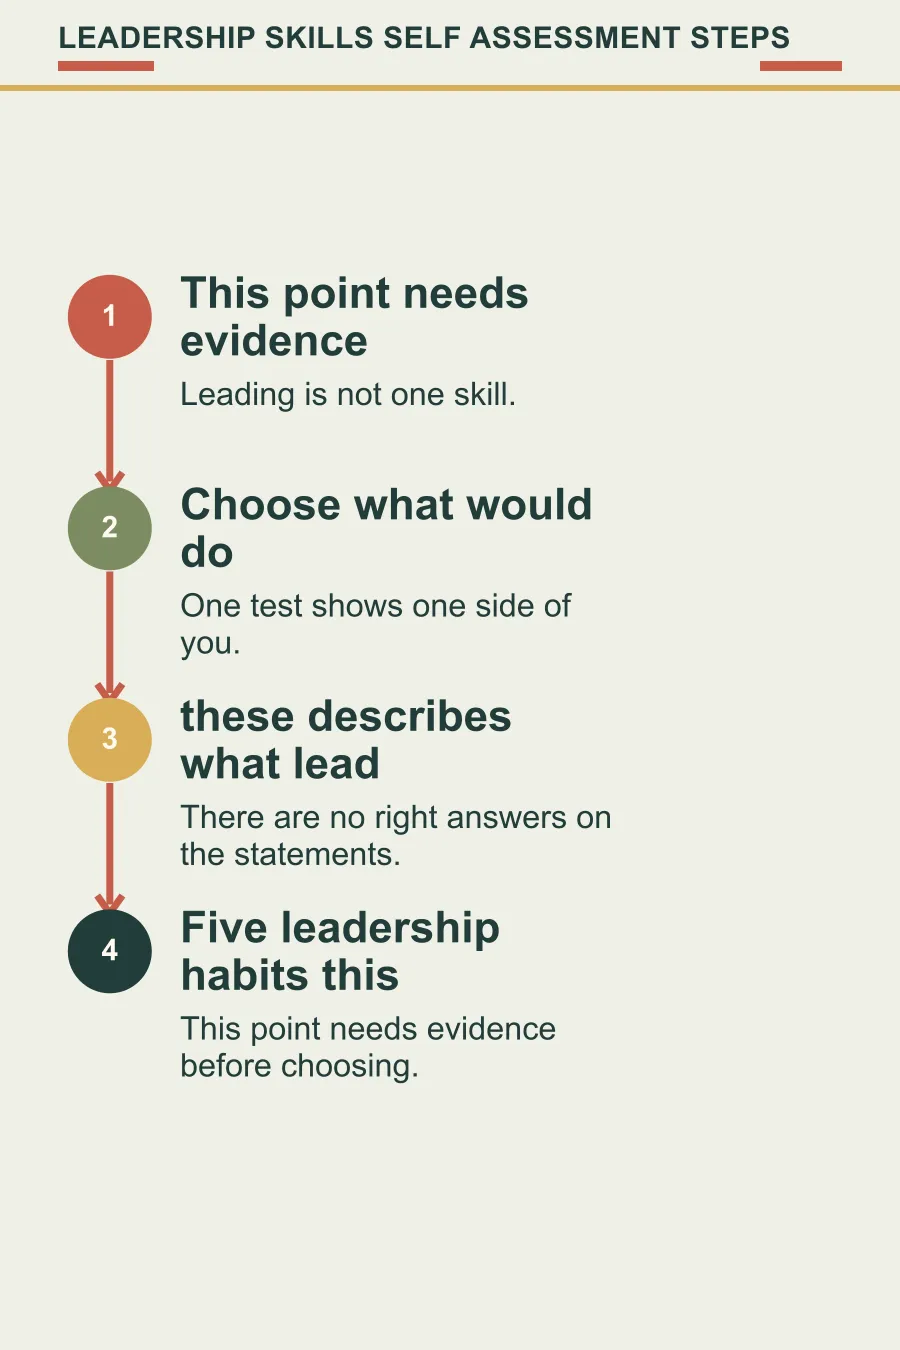 LEADERSHIP SKILLS SELF ASSESSMENT STEPS
1
This point needs
evidence
Leading is not one skill.
2
Choose what would
do
One test shows one side of
you.
3
these describes
what lead
There are no right answers on
the statements.
4
Five leadership
habits this
This point needs evidence
before choosing.